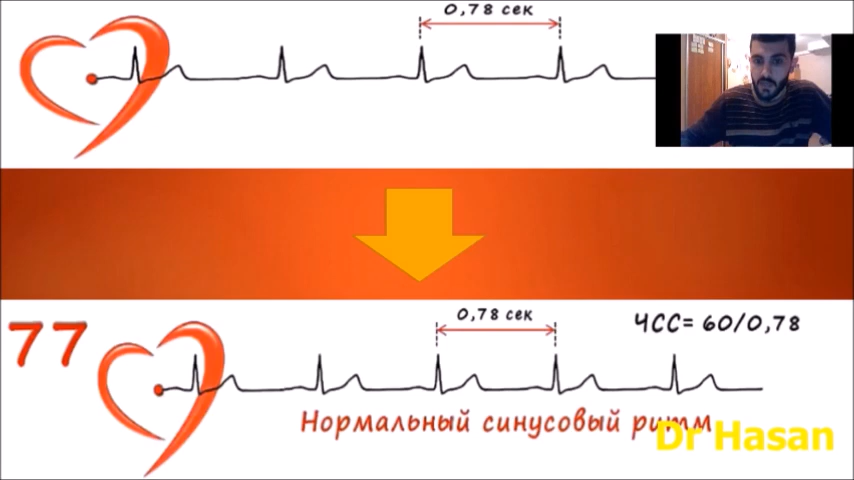 0,78 сек
0,78 сек
ЧСС= 60/0,78
77
Нормальный синусовый ритм
Dr Hasan